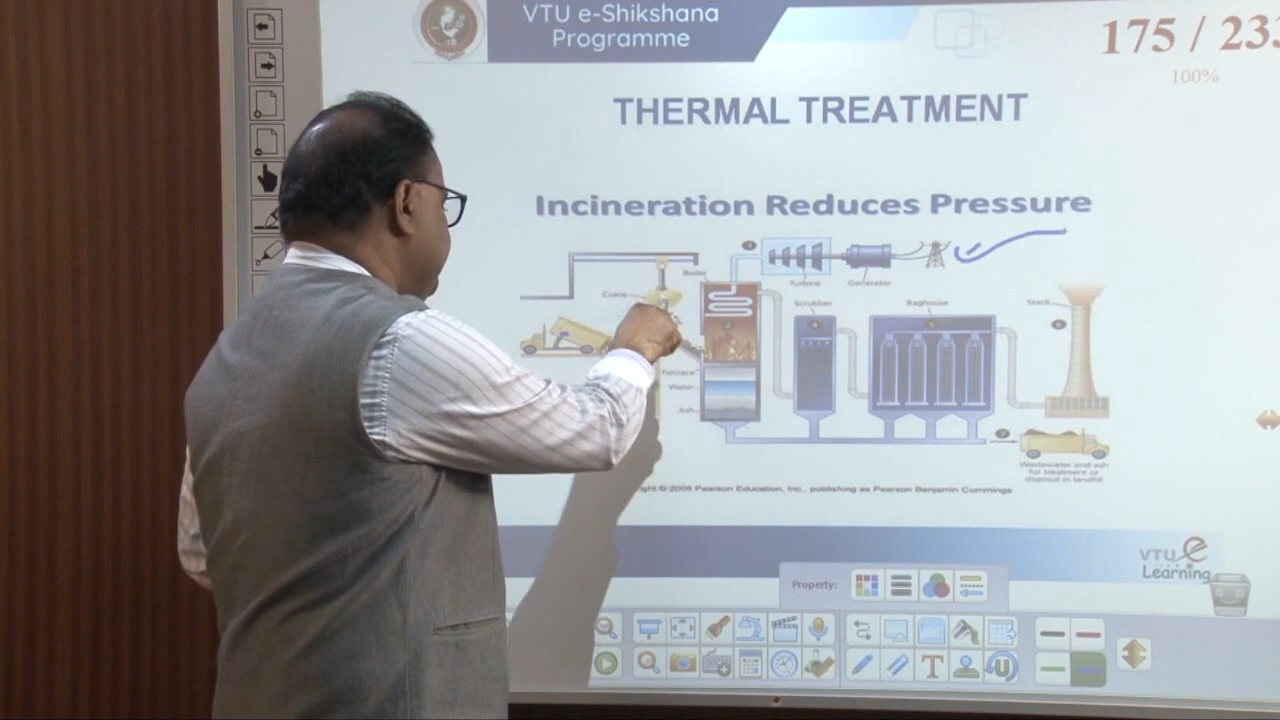 VTU e-Shikshana
Programme
175 / 233
100%
THERMAL TREATMENT
Incineration Reduces Pressure
Boiler
Crane
Turbine
Generator
Scrubber
Baghouse
Stack
Furnace
Water
Ash
Wastewater and ash
for treatment or
disposal in landfill
© 2008 Pearson Education, Inc., publishing as Pearson Benjamin Cummings
VTU e
Learning
Property:
T
U